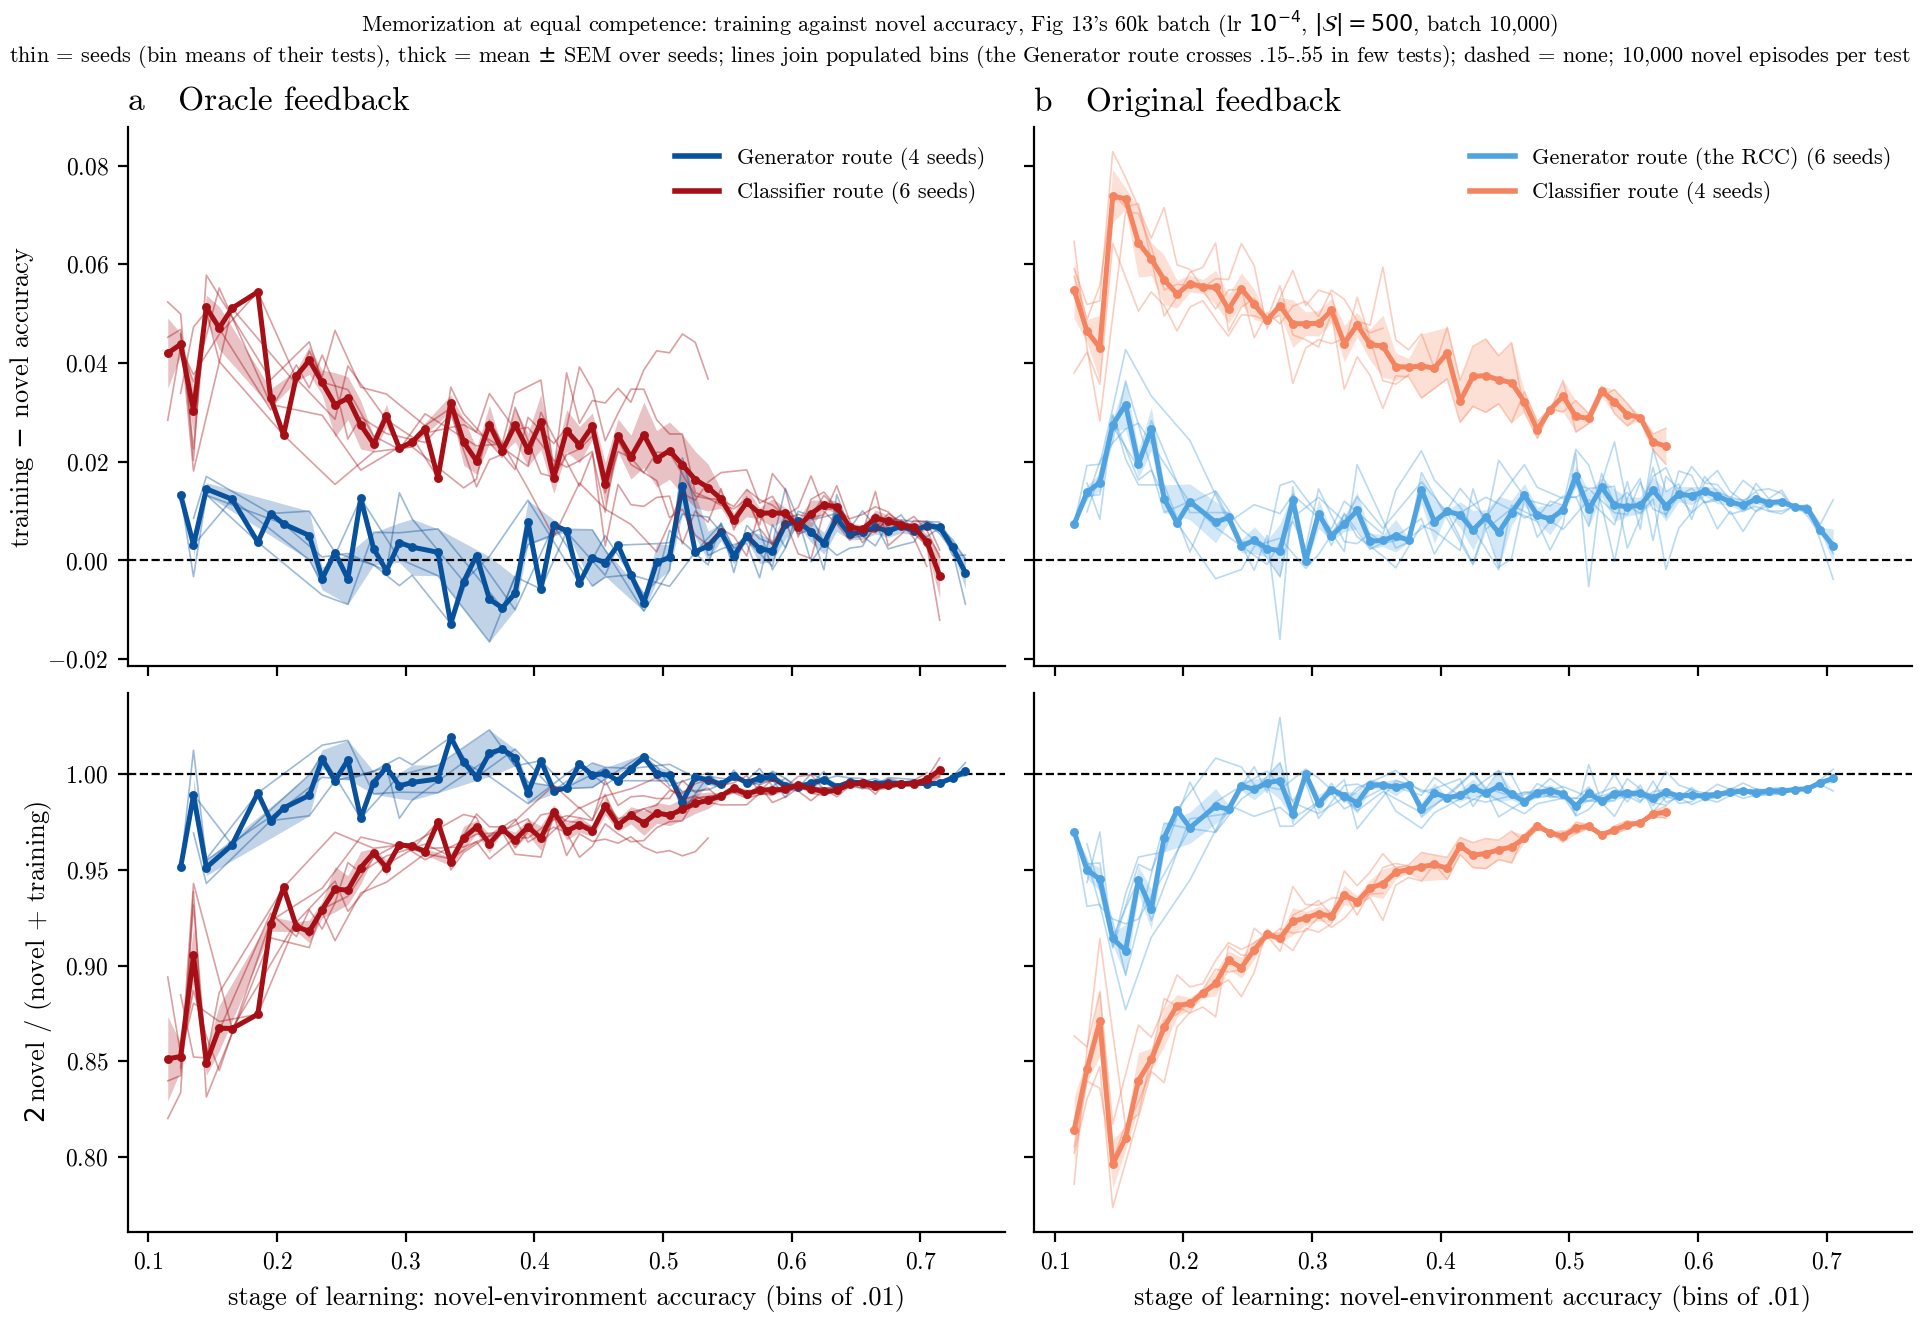 Memorization at equal competence: training against novel accuracy, Fig 13's 60k batch (lr 10⁻⁴, |S| = 500, batch 10,000)
thin = seeds (bin means of their tests), thick = mean ± SEM over seeds; lines join populated bins (the Generator route crosses .15-.55 in few tests); dashed = none; 10,000 novel episodes per test
a Oracle feedback
b Original feedback
Generator route (4 seeds)
Classifier route (6 seeds)
Generator route (the RCC) (6 seeds)
Classifier route (4 seeds)
training − novel accuracy
0.08
0.06
0.04
0.02
0.00
−0.02
2 novel / (novel + training)
1.00
0.95
0.90
0.85
0.80
0.1 0.2 0.3 0.4 0.5 0.6 0.7
0.1 0.2 0.3 0.4 0.5 0.6 0.7
stage of learning: novel-environment accuracy (bins of .01)
stage of learning: novel-environment accuracy (bins of .01)